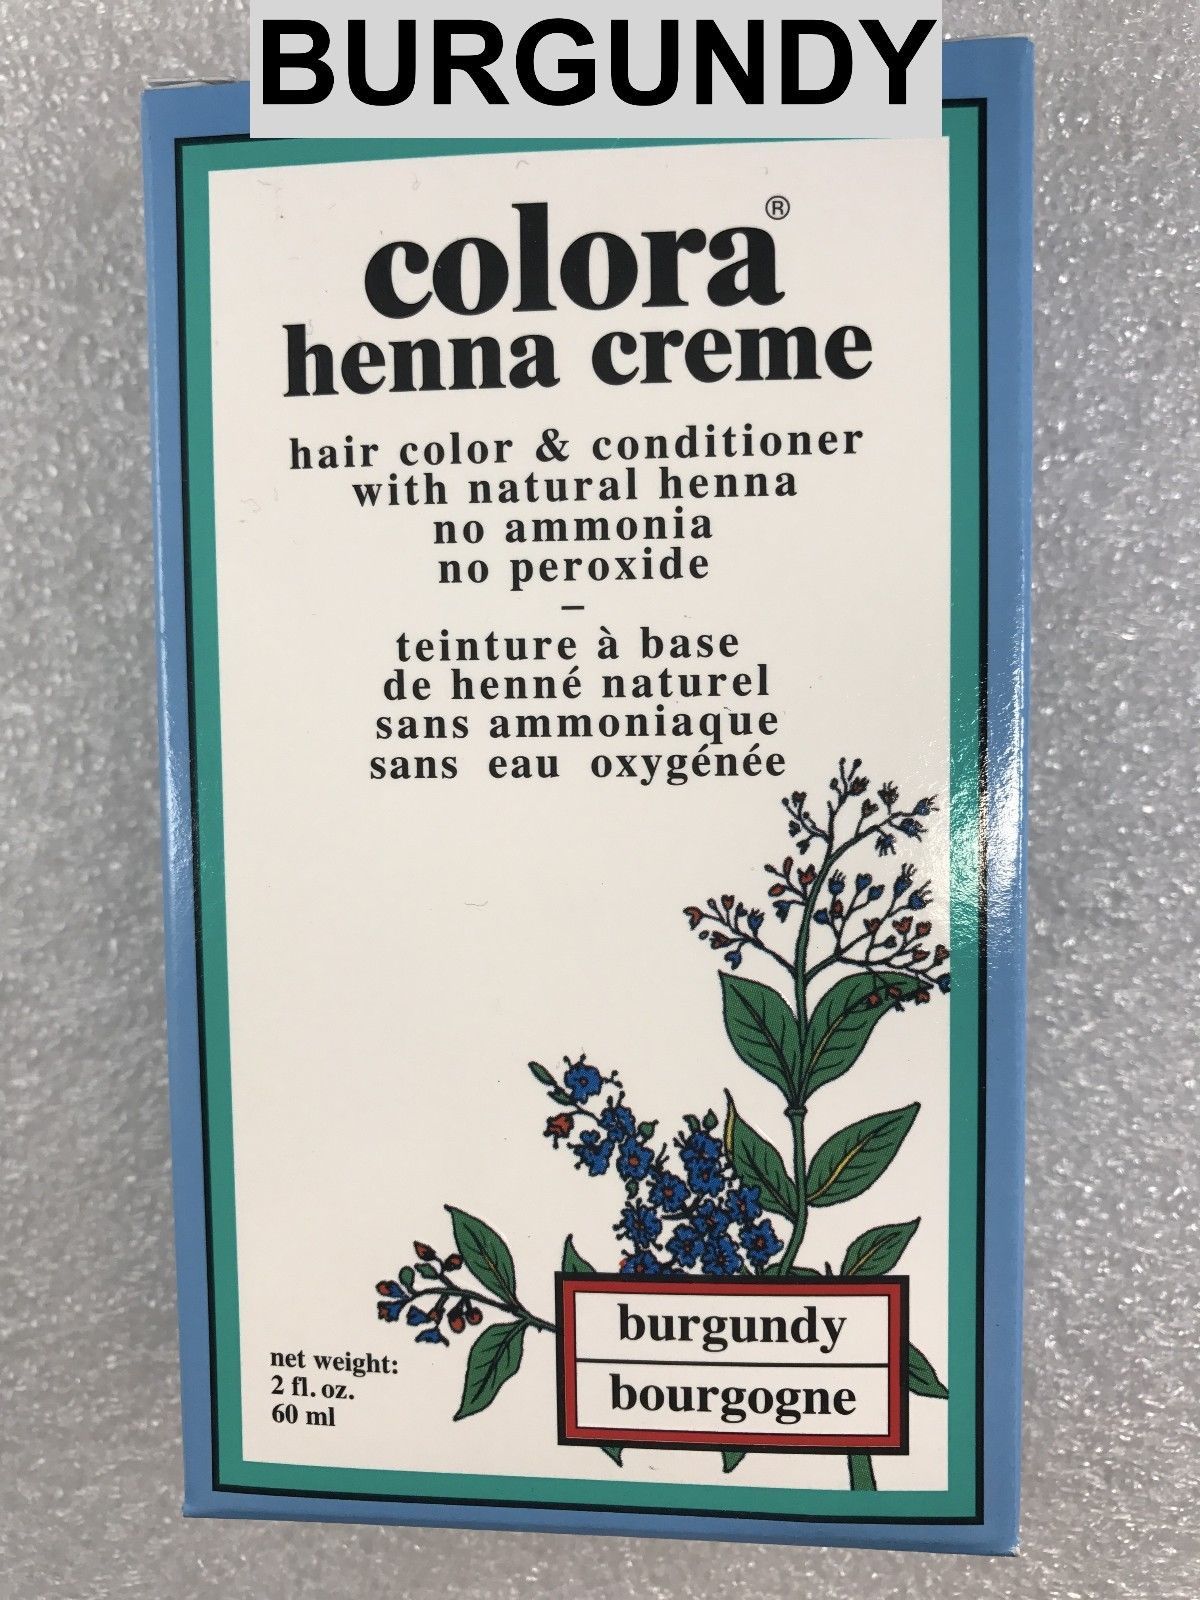 BURGUNDY
colora®
henna creme
hair color & conditioner
with natural henna
no ammonia
no peroxide
–
teinture à base
de henné naturel
sans ammoniaque
sans eau oxygénée
net weight:
2 fl. oz.
60 ml
burgundy
bourgogne